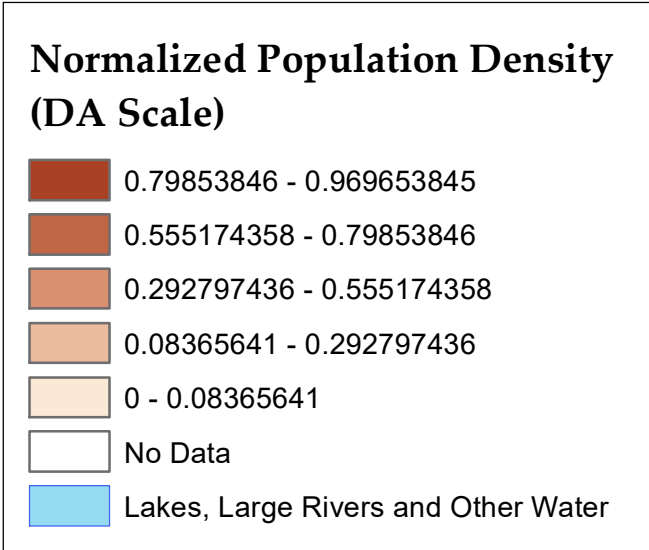 Normalized Population Density
(DA Scale)
0.79853846 - 0.969653845
0.555174358 - 0.79853846
0.292797436 - 0.555174358
0.08365641 - 0.292797436
0 - 0.08365641
No Data
Lakes, Large Rivers and Other Water